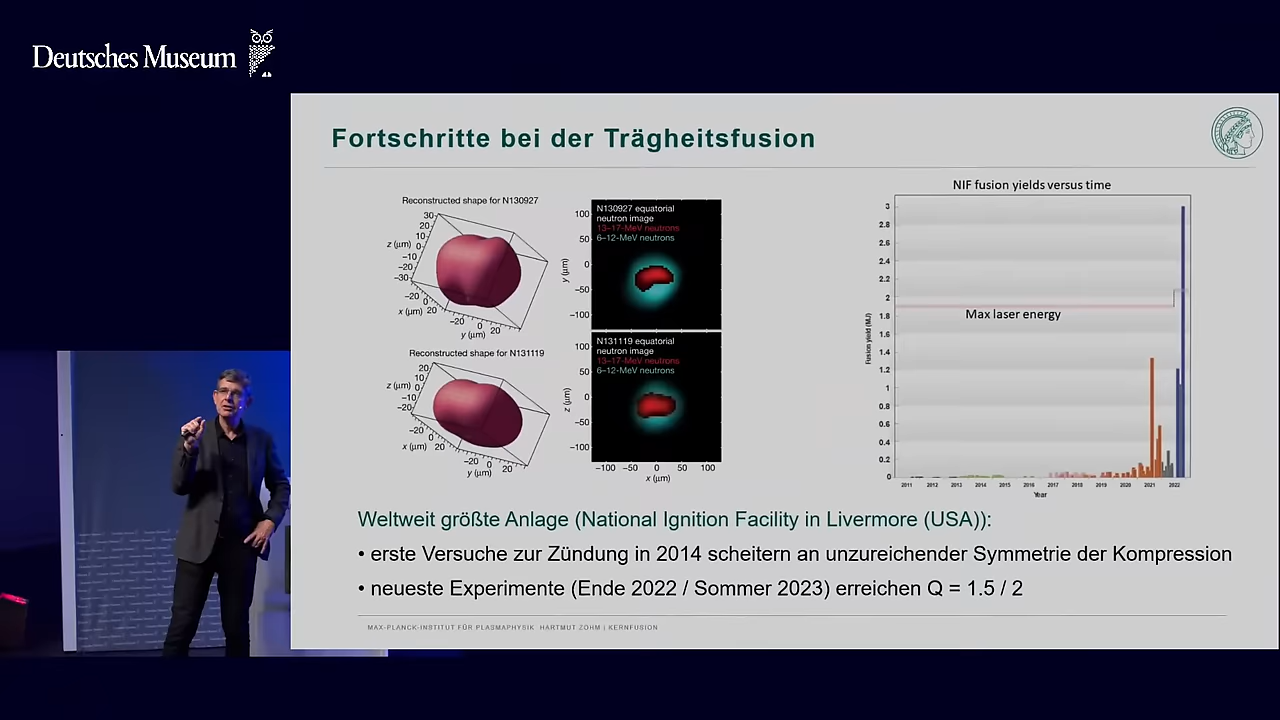 Deutsches Museum
Fortschritte bei der Trägheitsfusion
Reconstructed shape for N130927
30
20
10
0
−10
−20
−30
z (µm)
−20
0
20
x (µm)
−20
0
20
y (µm)
N130927 equatorial
neutron image
13–17-MeV neutrons
6–12-MeV neutrons
100
50
0
−50
−100
y (µm)
Reconstructed shape for N131119
20
0
−10
−20
z (µm)
−20
0
20
x (µm)
−20
0
20
y (µm)
N131119 equatorial
neutron image
13–17-MeV neutrons
6–12-MeV neutrons
100
50
0
−50
−100
z (µm)
−100 −50 0 50 100
x (µm)
NIF fusion yields versus time
3
2.8
2.6
2.4
2.2
2
1.8
1.6
1.4
1.2
1
0.8
0.6
0.4
0.2
0
Fusion yield (MJ)
Max laser energy
2011 2012 2013 2014 2015 2016 2017 2018 2019 2020 2021 2022
Year
Weltweit größte Anlage (National Ignition Facility in Livermore (USA)):
• erste Versuche zur Zündung in 2014 scheitern an unzureichender Symmetrie der Kompression
• neueste Experimente (Ende 2022 / Sommer 2023) erreichen Q = 1.5 / 2
MAX-PLANCK-INSTITUT FÜR PLASMAPHYSIK HARTMUT ZOHM | KERNFUSION